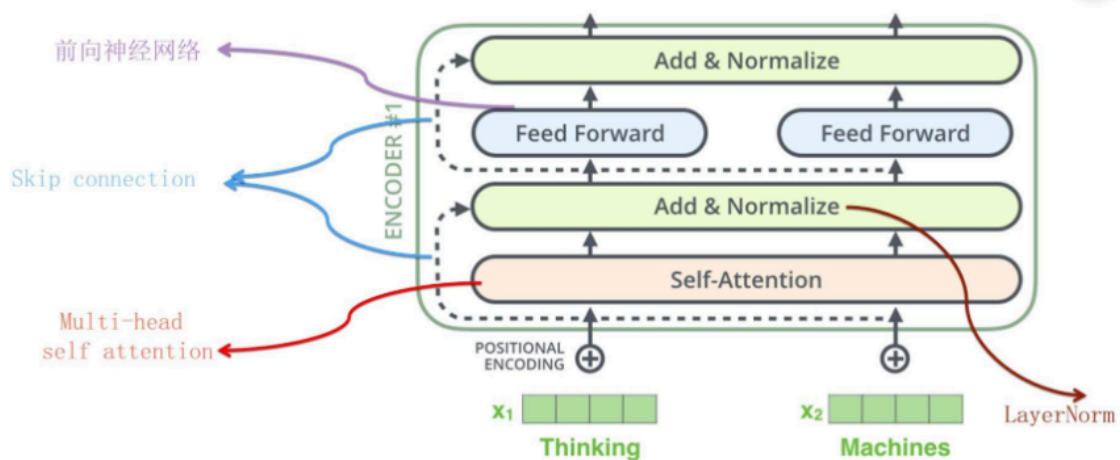 前向神经网络
Skip connection
Multi-head
self attention
ENCODER #1
Add & Normalize
Feed Forward
Feed Forward
Add & Normalize
Self-Attention
POSITIONAL
ENCODING
x₁
x₂
Thinking
Machines
LayerNorm